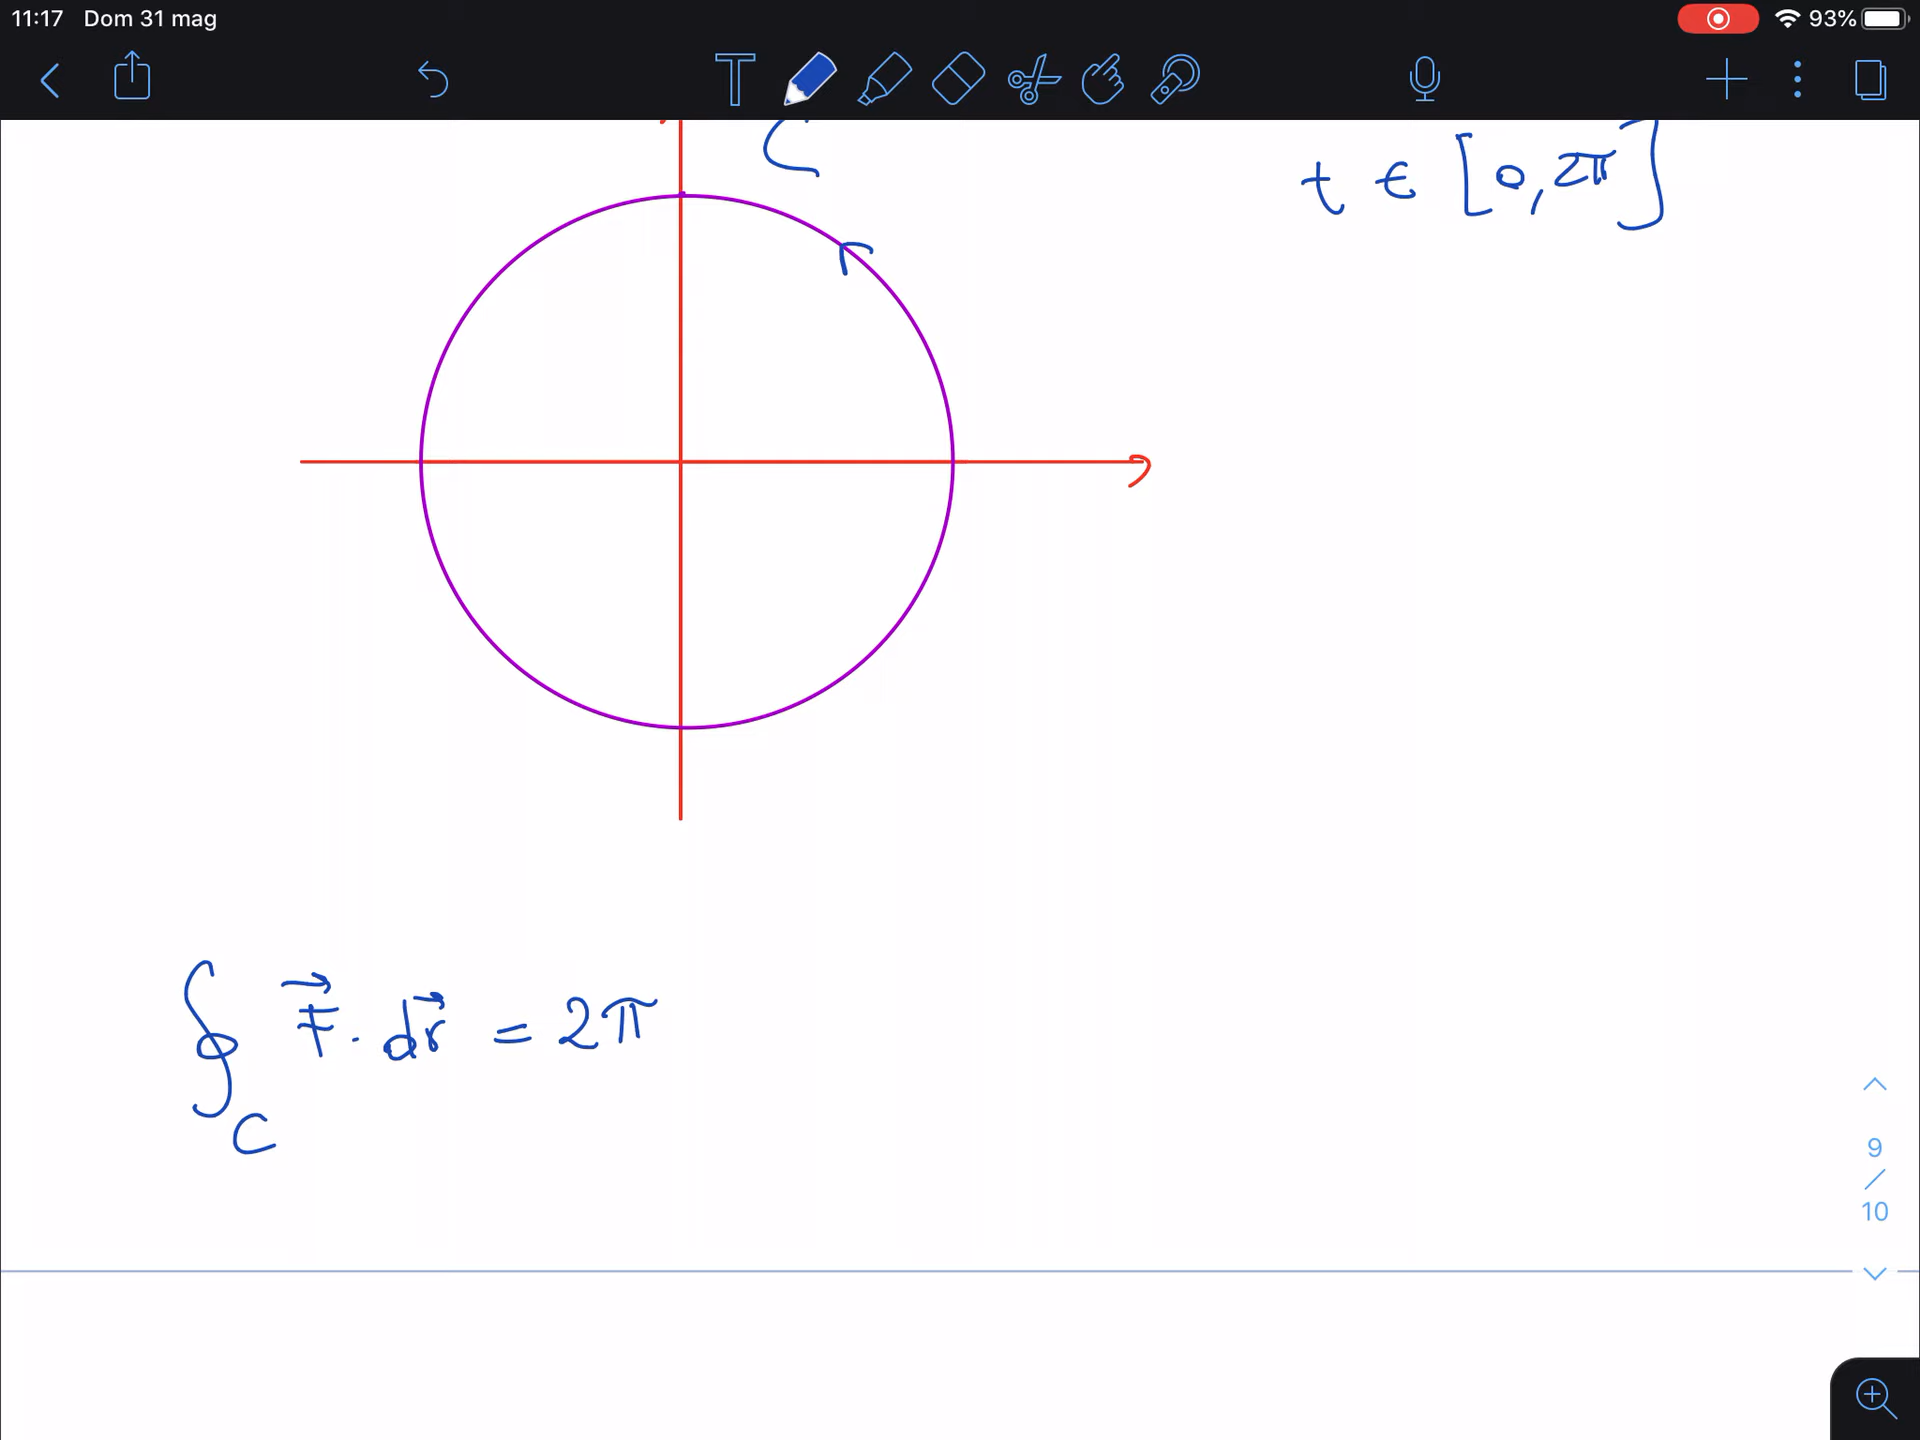 11:17 Dom 31 mag 93%
T
C
t ∈ [0, 2π]
∮_C F⃗ · dr⃗ = 2π
9
/
10